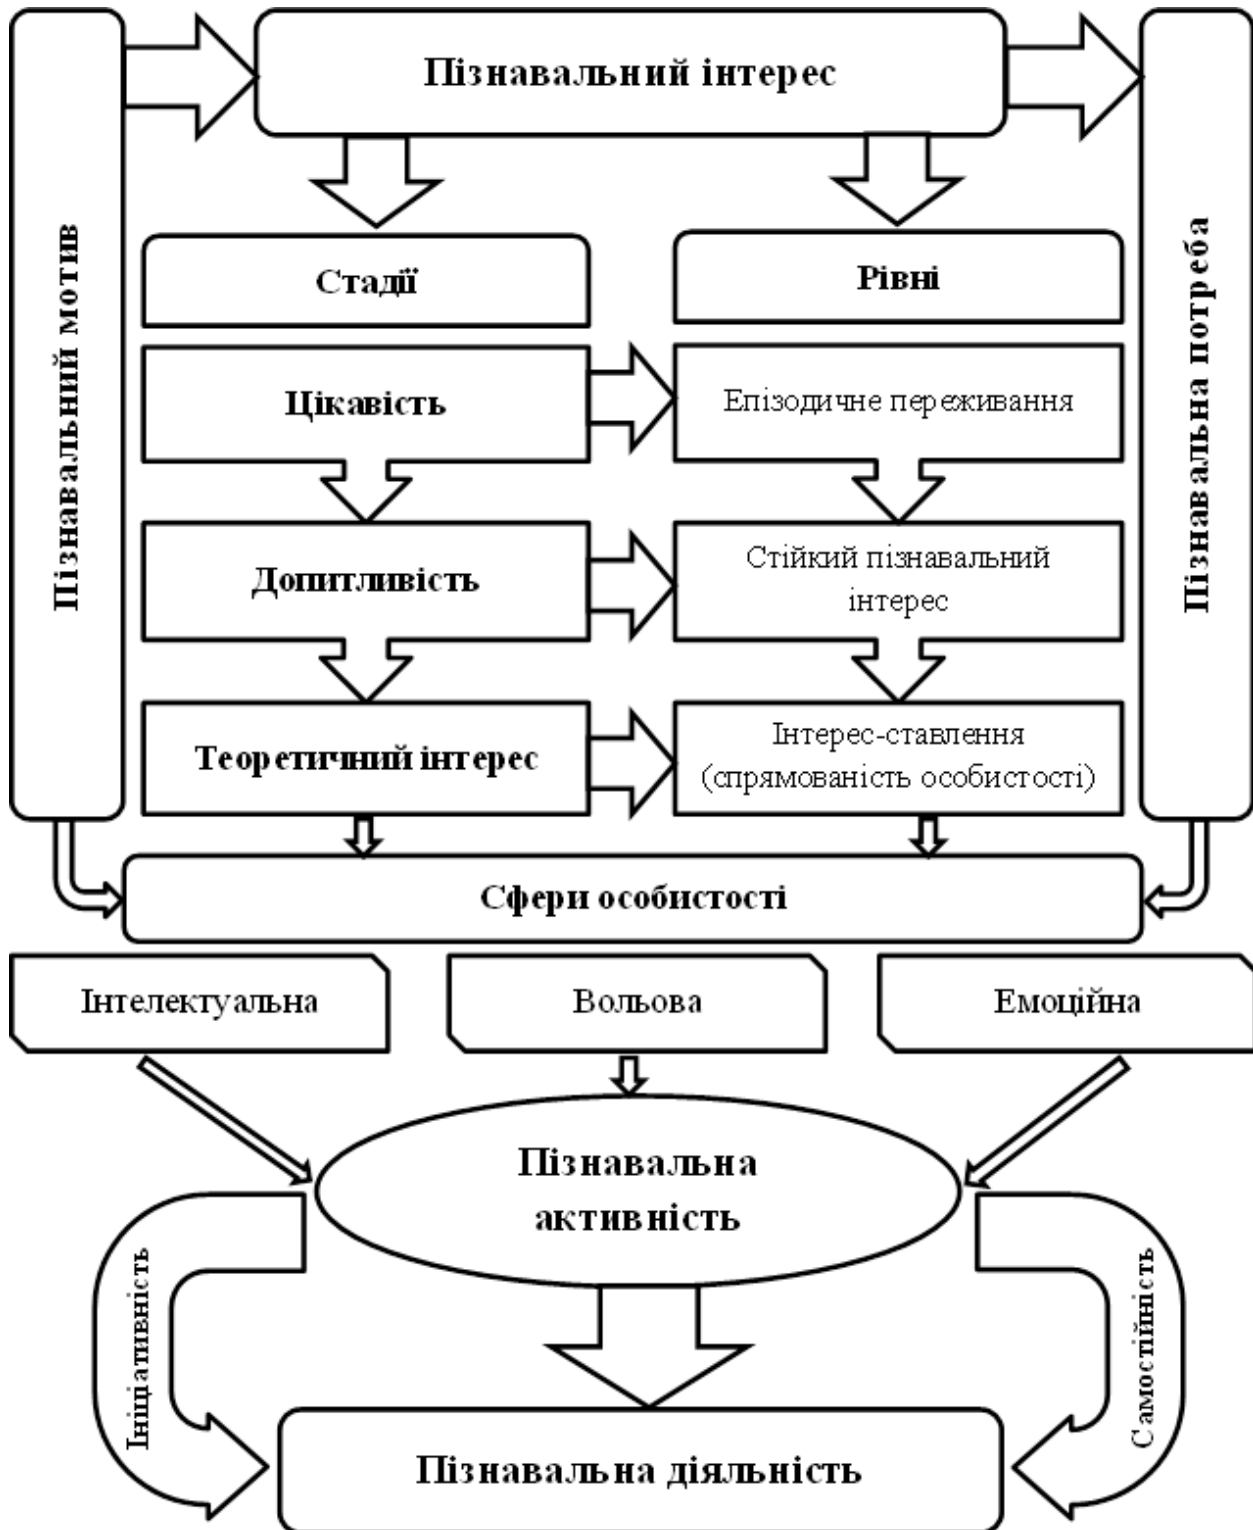 Пізнавальний інтерес
Пізнавальний мотив
Пізнавальна потреба
Стадії
Рівні
Цікавість
Епізодичне переживання
Допитливість
Стійкий пізнавальний
інтерес
Теоретичний інтерес
Інтерес-ставлення
(спрямованість особистості)
Сфери особистості
Інтелектуальна
Вольова
Емоційна
Пізнавальна
активність
Ініціативність
Самостійність
Пізнавальна діяльність